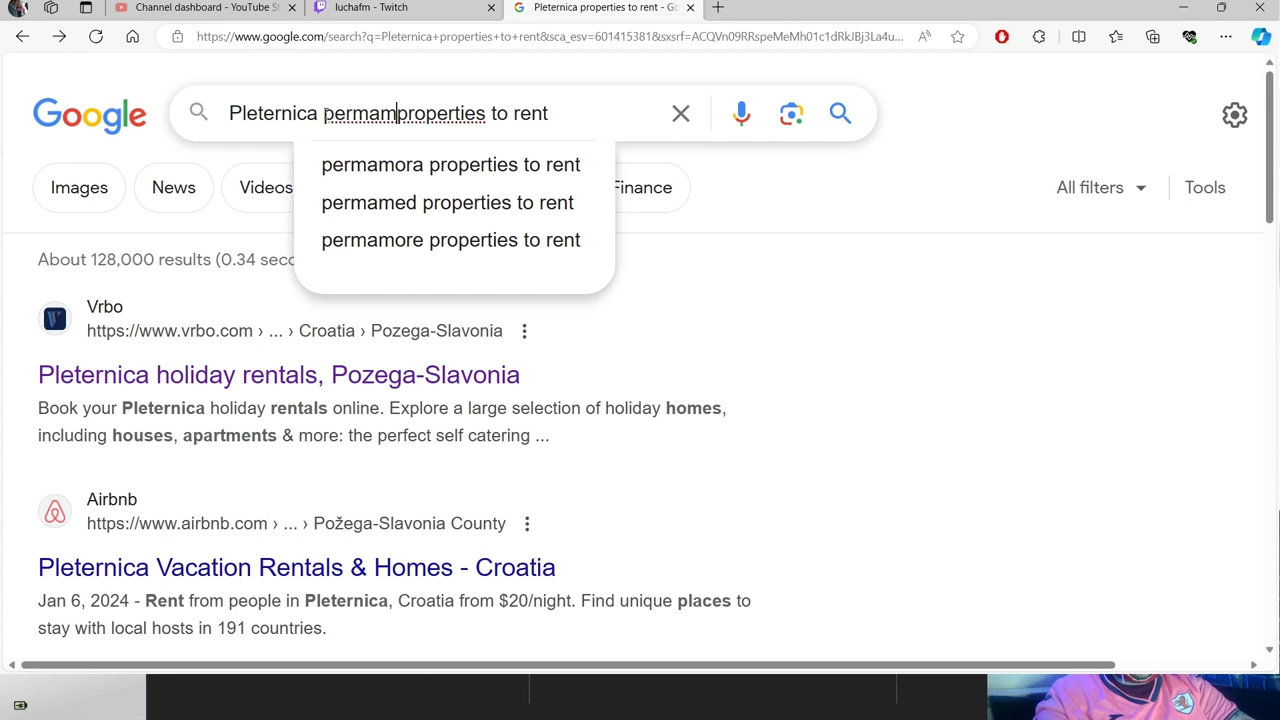 Channel dashboard - YouTube St
luchafm - Twitch
Pleternica properties to rent - Go
https://www.google.com/search?q=Pleternica+properties+to+rent&sca_esv=601415381&sxsrf=ACQVn09RRspeMeMh01c1dRkJBj3La4u...
Google
Pleternica permamproperties to rent
permamora properties to rent
permamed properties to rent
permamore properties to rent
Images
News
Videos
Finance
All filters
Tools
About 128,000 results (0.34 seco
Vrbo
https://www.vrbo.com › ... › Croatia › Pozega-Slavonia
Pleternica holiday rentals, Pozega-Slavonia
Book your Pleternica holiday rentals online. Explore a large selection of holiday homes,
including houses, apartments & more: the perfect self catering ...
Airbnb
https://www.airbnb.com › ... › Požega-Slavonia County
Pleternica Vacation Rentals & Homes - Croatia
Jan 6, 2024 - Rent from people in Pleternica, Croatia from $20/night. Find unique places to
stay with local hosts in 191 countries.